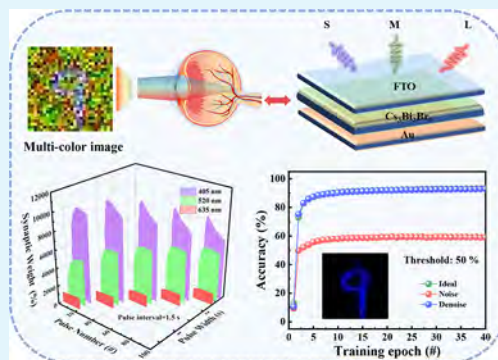 S M L
FTO
Cs₃Bi₂Br₉
Au
Multi-color image
12000
10000
8000
6000
4000
2000
0
Synaptic Weight (%)
405 nm
520 nm
635 nm
Pulse interval=1.5 s
Pulse Number (#)
Pulse Width (s)
100
80
60
40
20
0
Accuracy (%)
Threshold: 50 %
Ideal
Noise
Denoise
0 5 10 15 20 25 30 35 40
Training epoch (#)